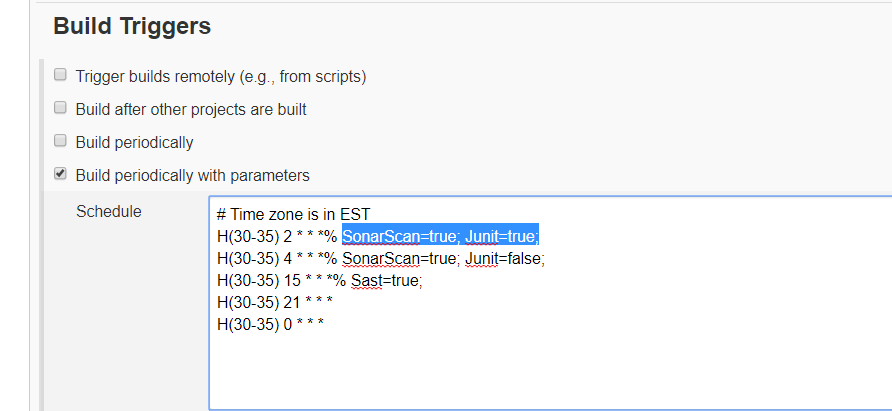 Build Triggers
Trigger builds remotely (e.g., from scripts)
Build after other projects are built
Build periodically
Build periodically with parameters
Schedule
# Time zone is in EST
H(30-35) 2 * * *% SonarScan=true; Junit=true;
H(30-35) 4 * * *% SonarScan=true; Junit=false;
H(30-35) 15 * * *% Sast=true;
H(30-35) 21 * * *
H(30-35) 0 * * *